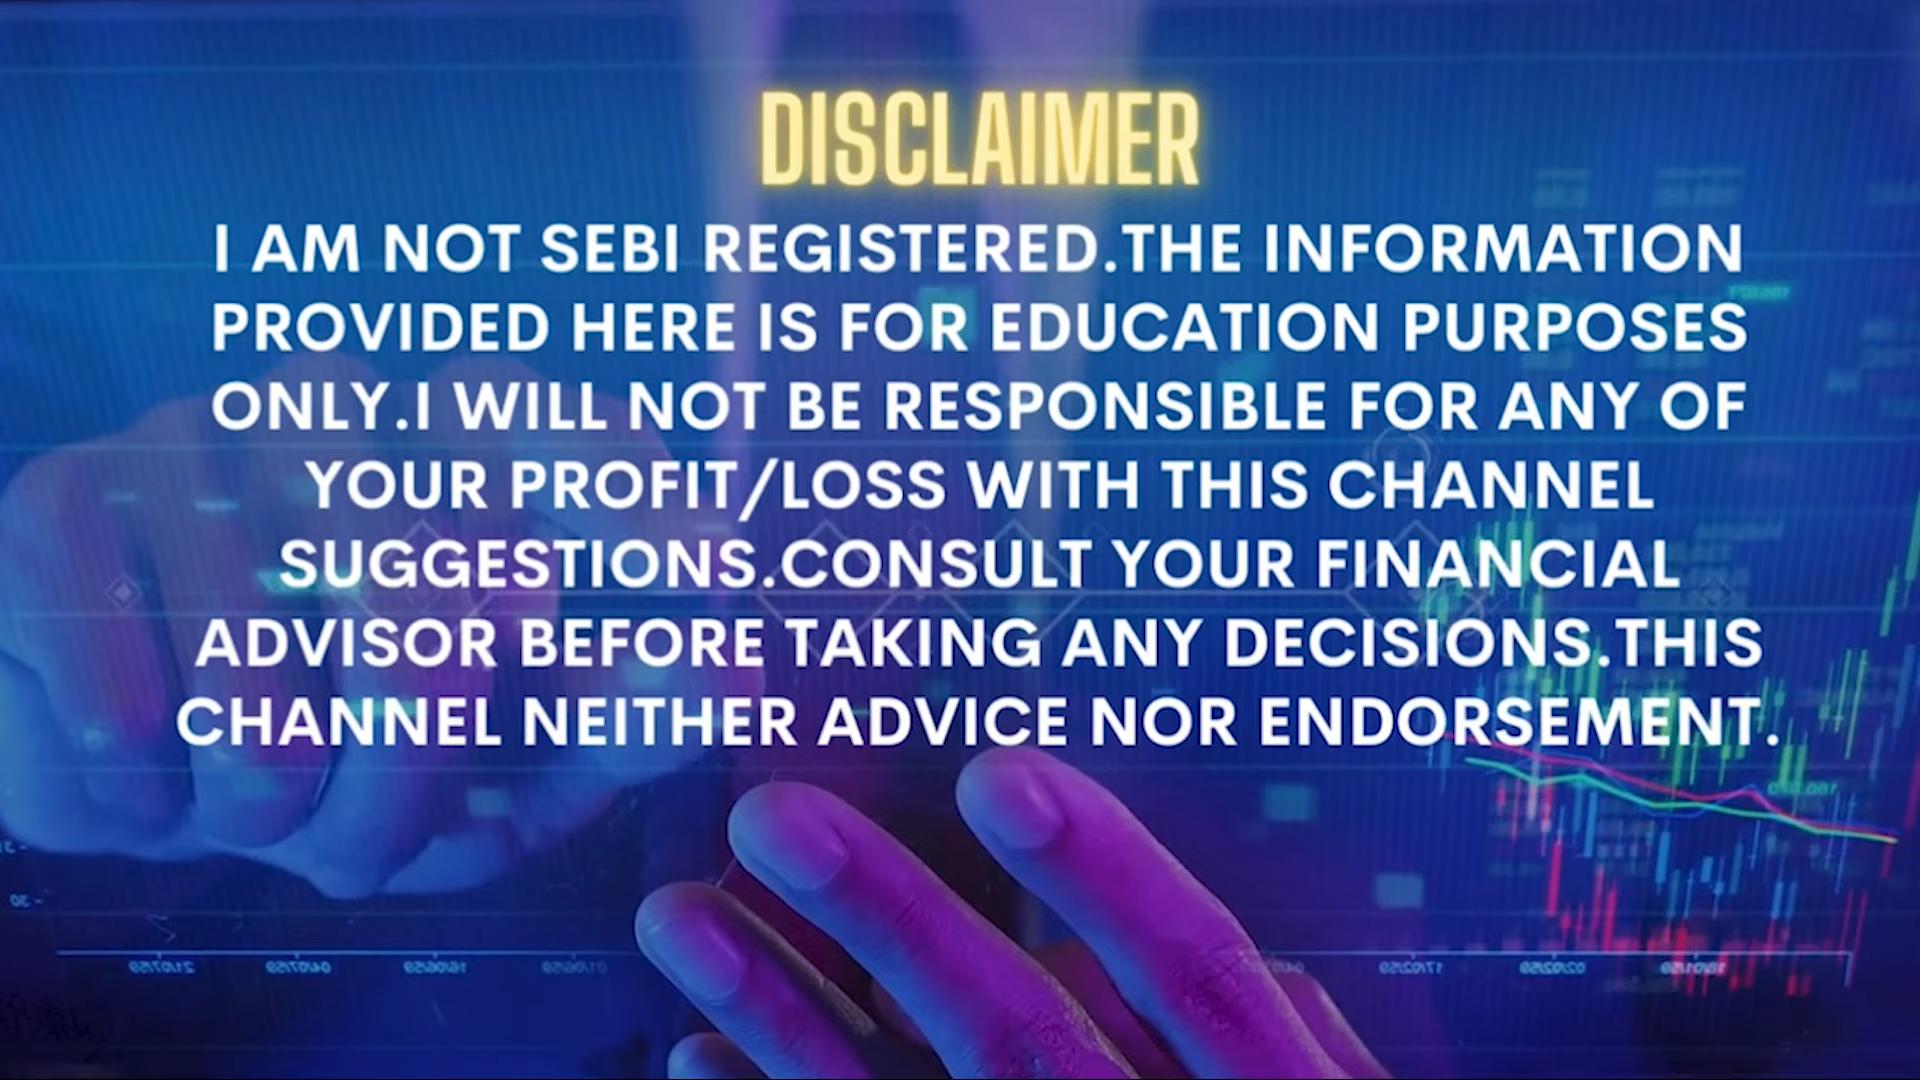 DISCLAIMER
I AM NOT SEBI REGISTERED.THE INFORMATION
PROVIDED HERE IS FOR EDUCATION PURPOSES
ONLY.I WILL NOT BE RESPONSIBLE FOR ANY OF
YOUR PROFIT/LOSS WITH THIS CHANNEL
SUGGESTIONS.CONSULT YOUR FINANCIAL
ADVISOR BEFORE TAKING ANY DECISIONS.THIS
CHANNEL NEITHER ADVICE NOR ENDORSEMENT.